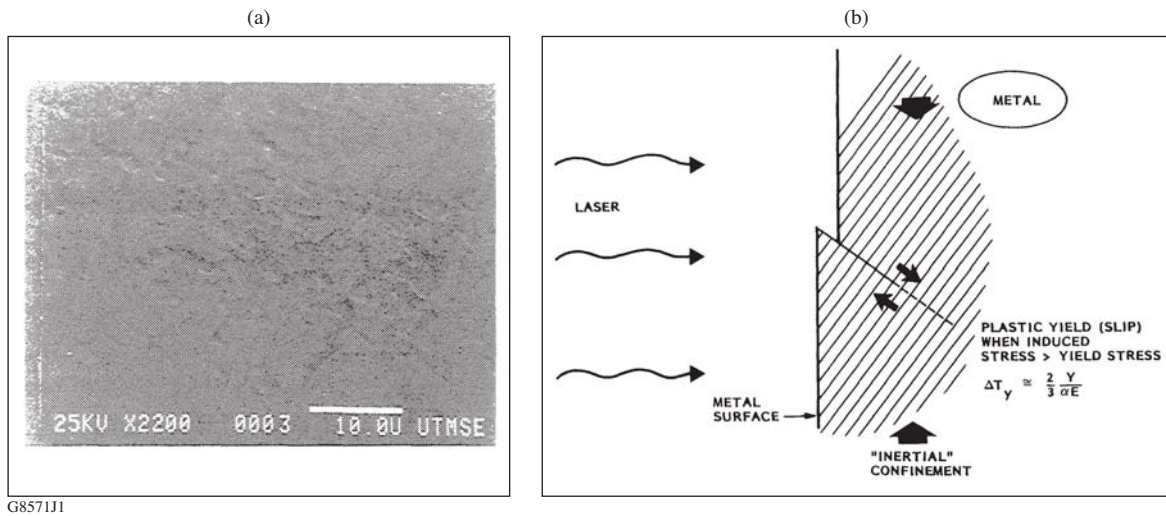 (a)
(b)
25KV X2200 0003 10.0U UTMSE
METAL
LASER
PLASTIC YIELD (SLIP)
WHEN INDUCED
STRESS > YIELD STRESS
ΔT_y ≃ 2/3 Y/αE
METAL
SURFACE
"INERTIAL"
CONFINEMENT
G8571J1